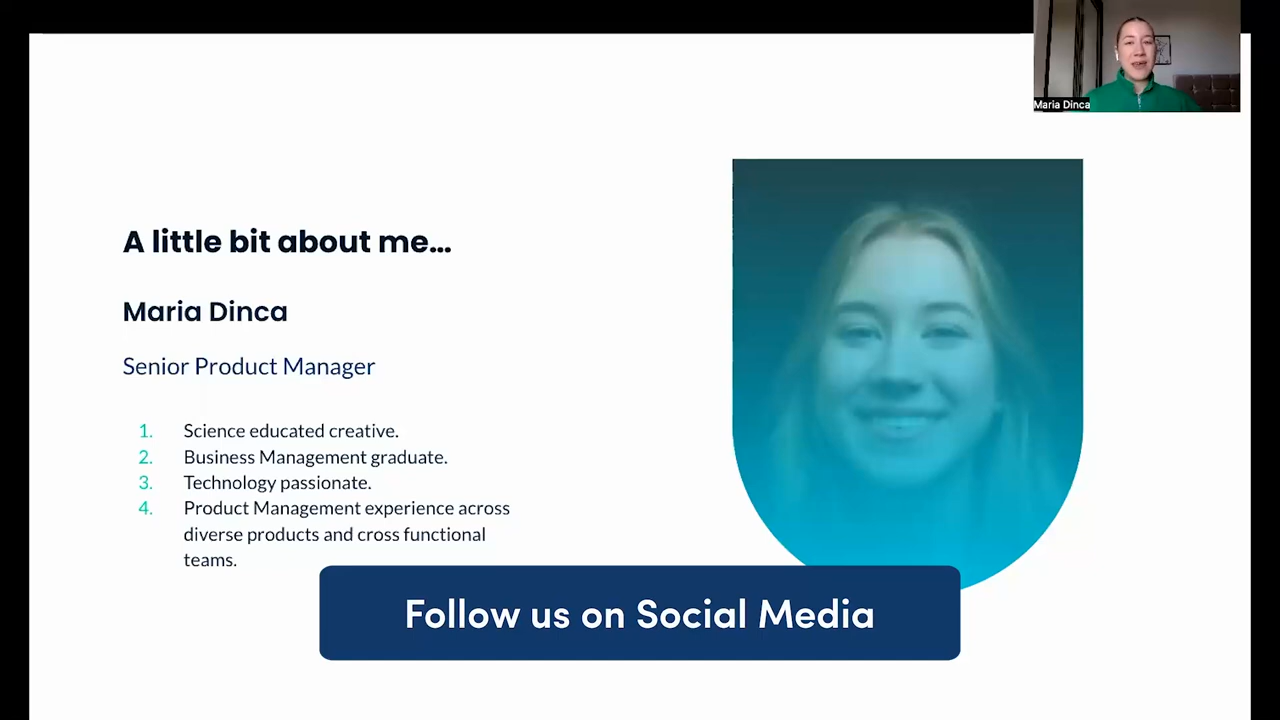 Maria Dinca
A little bit about me...
Maria Dinca
Senior Product Manager
1. Science educated creative.
2. Business Management graduate.
3. Technology passionate.
4. Product Management experience across
diverse products and cross functional
teams.
Follow us on Social Media